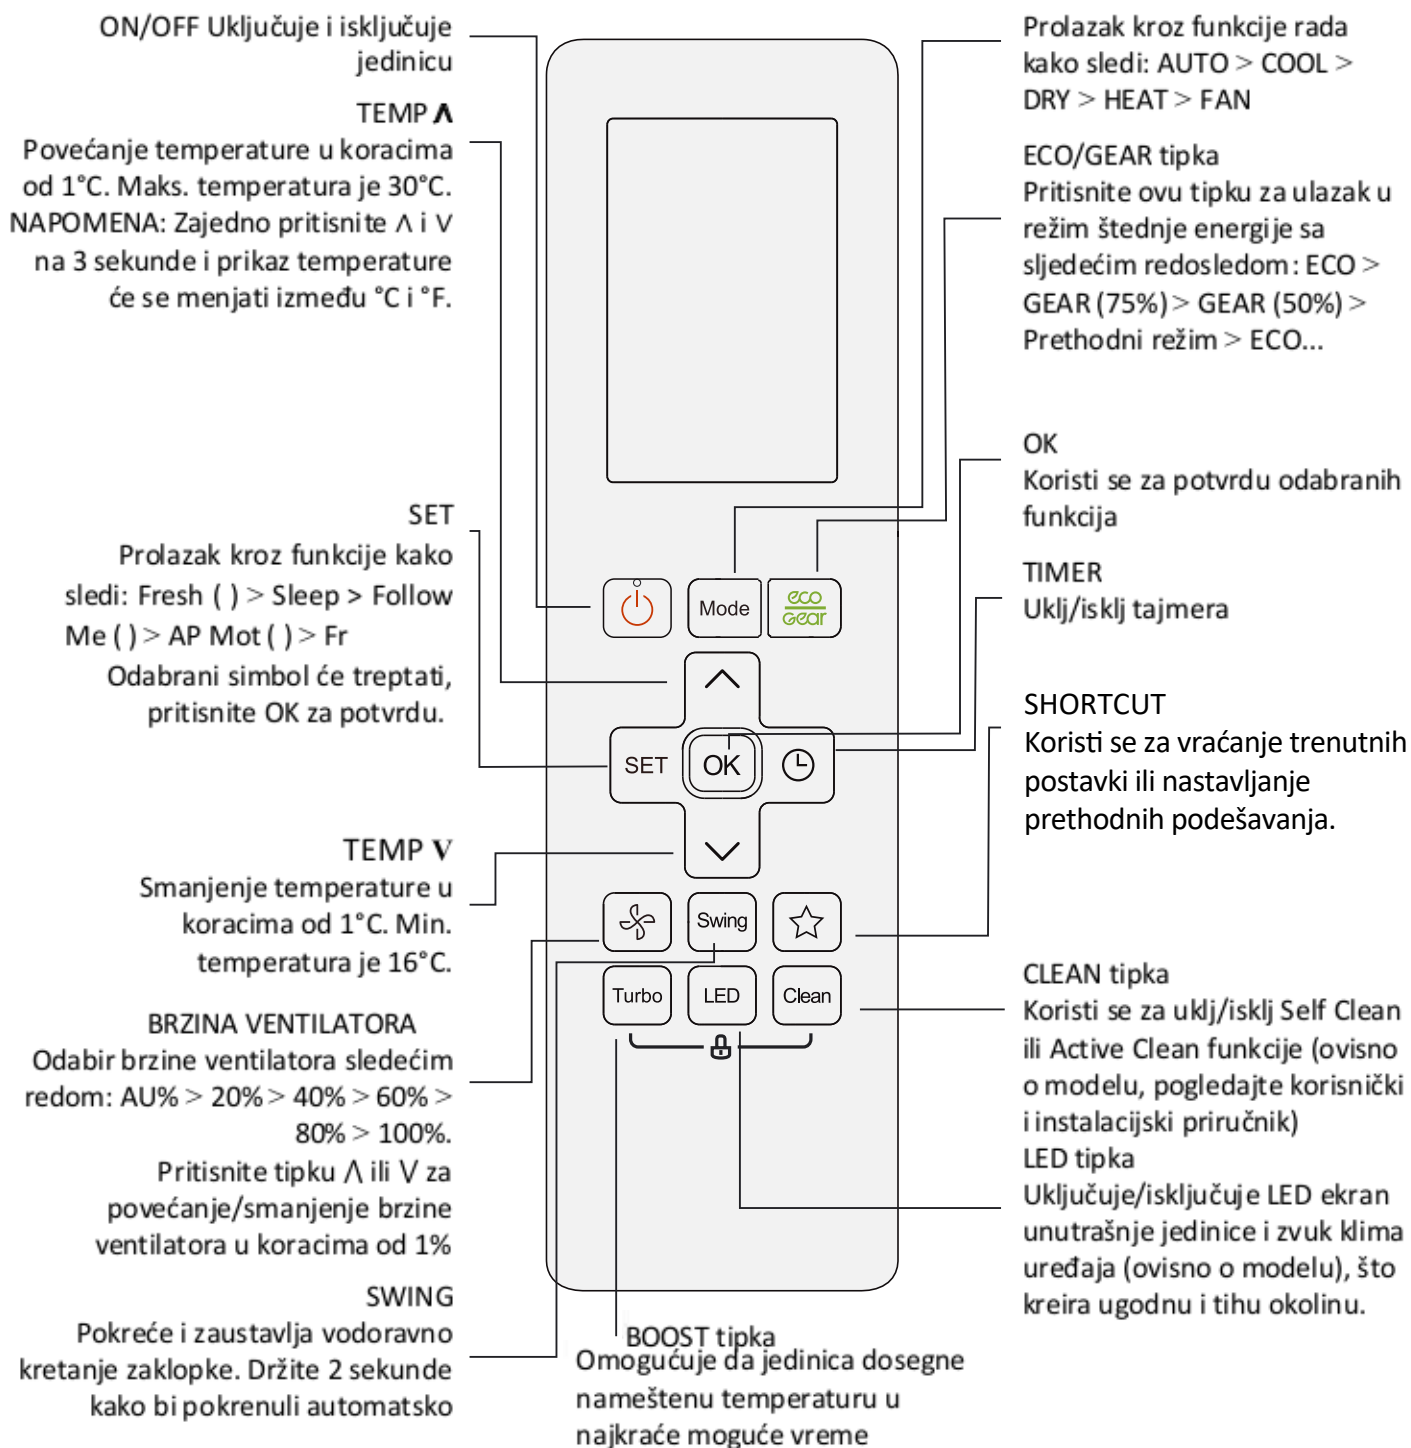 ON/OFF Uključuje i isključuje
jedinicu
TEMP Λ
Povećanje temperature u koracima
od 1°C. Maks. temperatura je 30°C.
NAPOMENA: Zajedno pritisnite Λ i V
na 3 sekunde i prikaz temperature
će se menjati između °C i °F.
SET
Prolazak kroz funkcije kako
sledi: Fresh ( ) > Sleep > Follow
Me ( ) > AP Mot ( ) > Fr
Odabrani simbol će treptati,
pritisnite OK za potvrdu.
TEMP V
Smanjenje temperature u
koracima od 1°C. Min.
temperatura je 16°C.
BRZINA VENTILATORA
Odabir brzine ventilatora sledećim
redom: AU% > 20% > 40% > 60% >
80% > 100%.
Pritisnite tipku Λ ili V za
povećanje/smanjenje brzine
ventilatora u koracima od 1%
SWING
Pokreće i zaustavlja vodoravno
kretanje zaklopke. Držite 2 sekunde
kako bi pokrenuli automatsko
Mode
eco
Gear
SET
OK
Swing
Turbo
LED
Clean
BOOST tipka
Omogućuje da jedinica dosegne
nameštenu temperaturu u
najkraće moguće vreme
Prolazak kroz funkcije rada
kako sledi: AUTO > COOL >
DRY > HEAT > FAN
ECO/GEAR tipka
Pritisnite ovu tipku za ulazak u
režim štednje energije sa
sljedećim redosledom: ECO >
GEAR (75%) > GEAR (50%) >
Prethodni režim > ECO...
OK
Koristi se za potvrdu odabranih
funkcija
TIMER
Uklj/isklj tajmera
SHORTCUT
Koristi se za vraćanje trenutnih
postavki ili nastavljanje
prethodnih podešavanja.
CLEAN tipka
Koristi se za uklj/isklj Self Clean
ili Active Clean funkcije (ovisno
o modelu, pogledajte korisnički
i instalacijski priručnik)
LED tipka
Uključuje/isključuje LED ekran
unutrašnje jedinice i zvuk klima
uređaja (ovisno o modelu), što
kreira ugodnu i tihu okolinu.